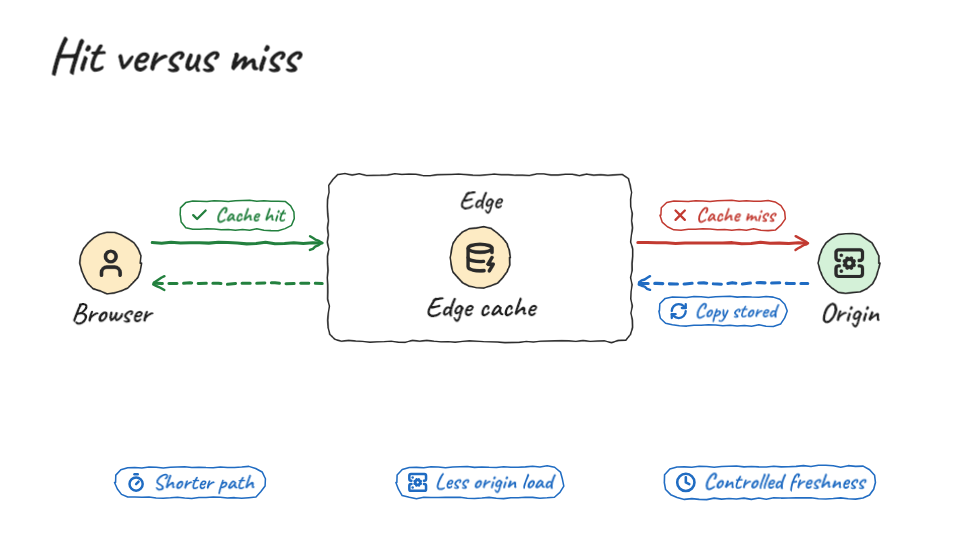 Hit versus miss
Edge
Cache hit
Cache miss
Browser
Edge cache
Copy stored
Origin
Shorter path
Less origin load
Controlled freshness